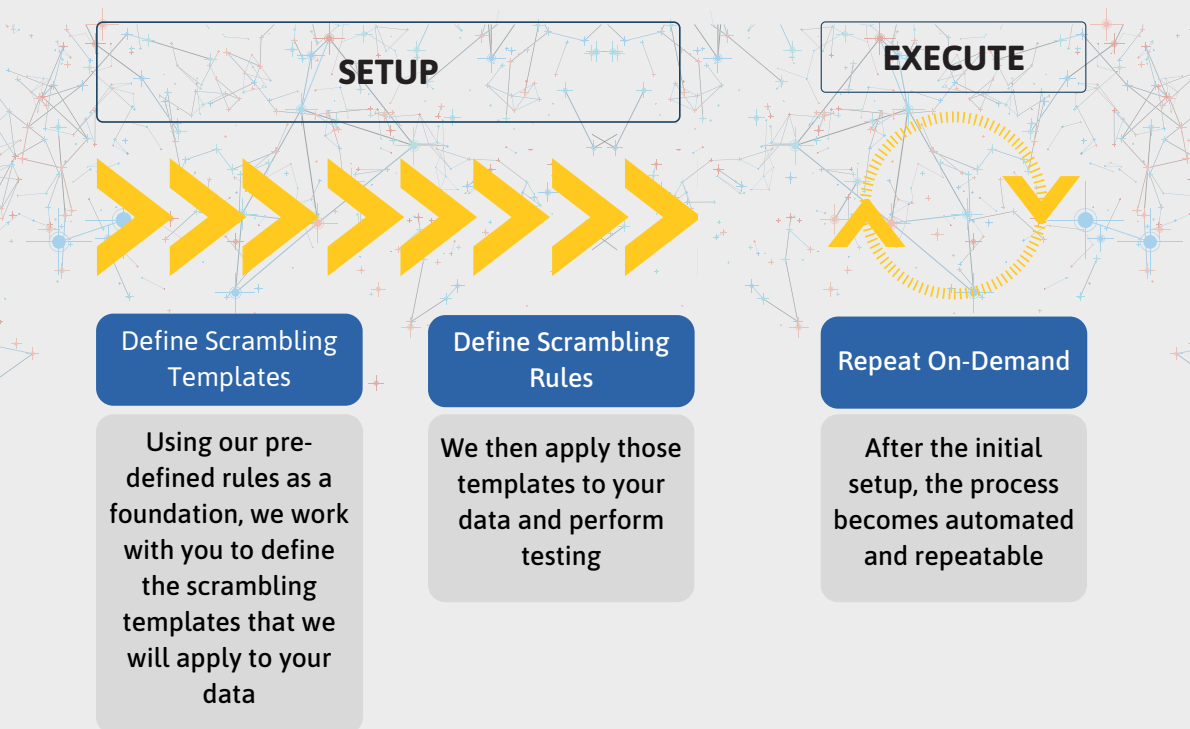 SETUP
EXECUTE
Define Scrambling
Templates
Using our pre-
defined rules as a
foundation, we work
with you to define
the scrambling
templates that we
will apply to your
data
Define Scrambling
Rules
We then apply those
templates to your
data and perform
testing
Repeat On-Demand
After the initial
setup, the process
becomes automated
and repeatable